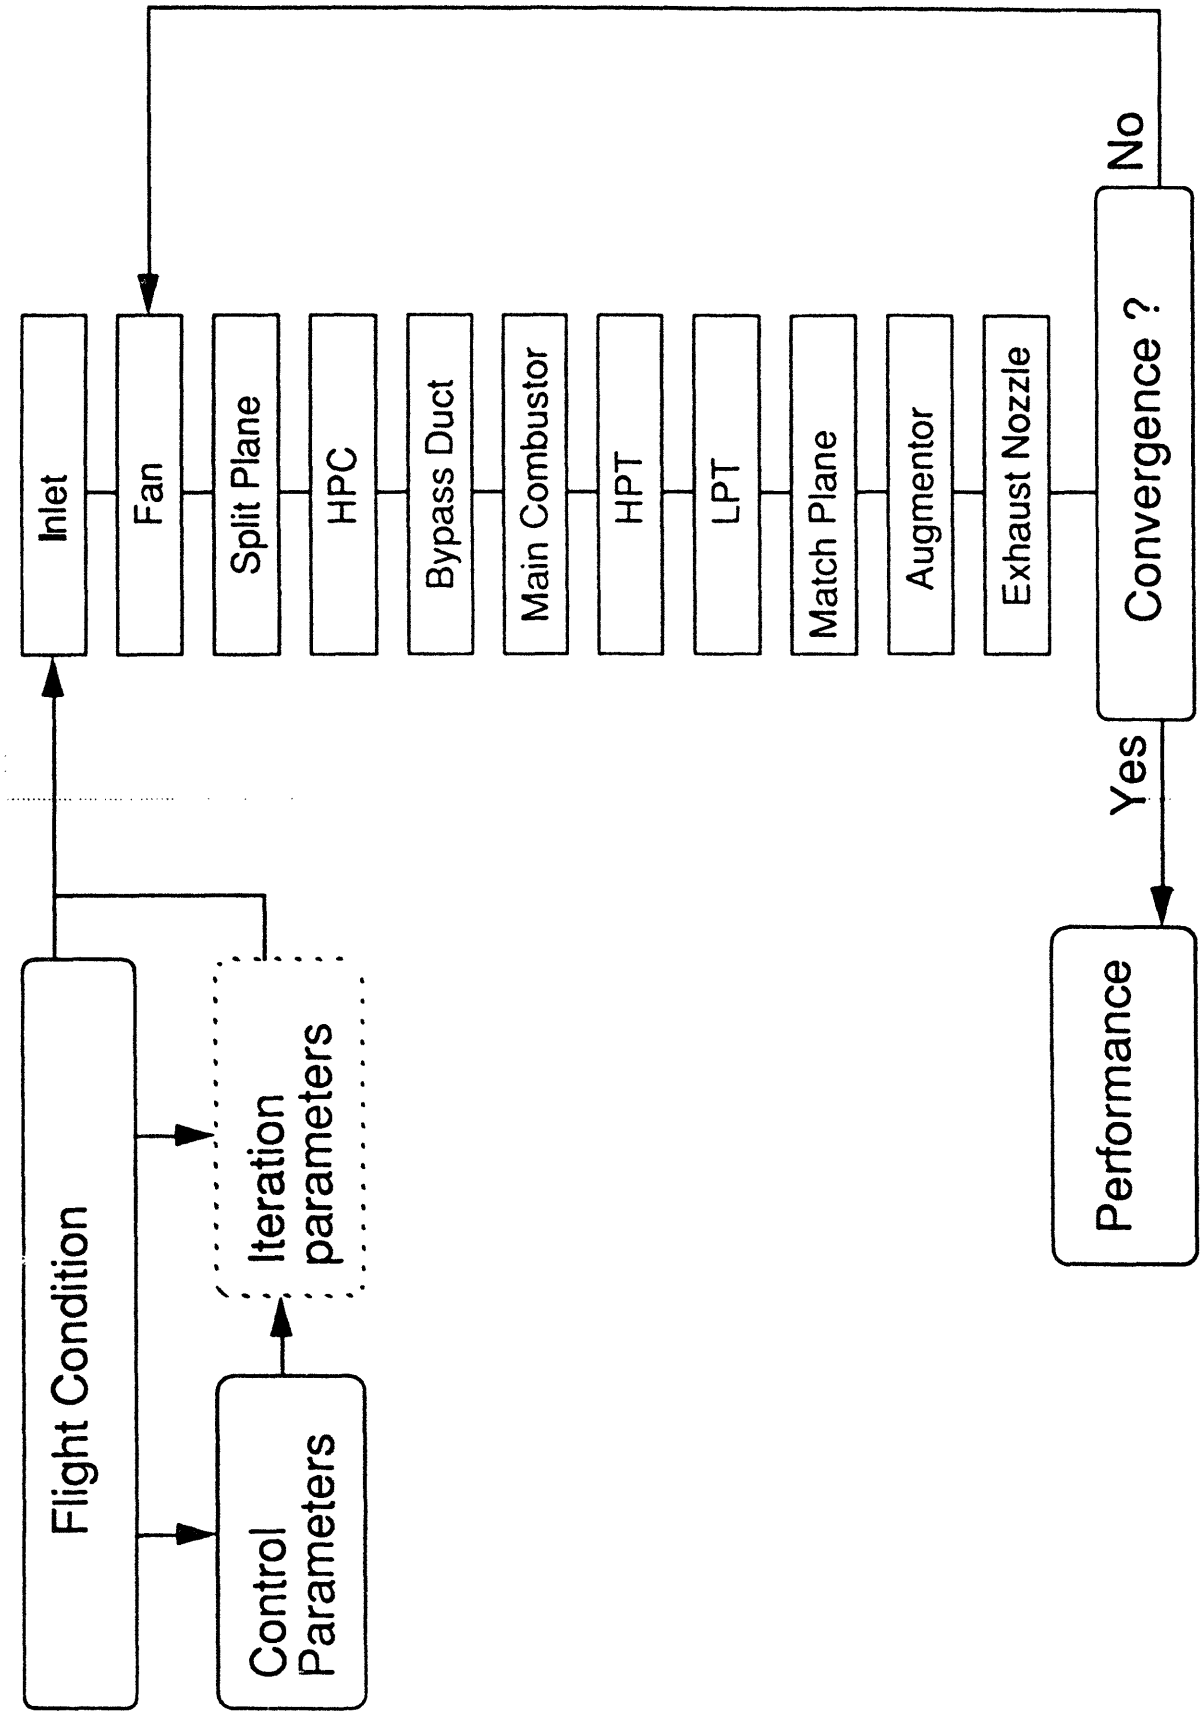 Flight Condition
Control
Parameters
Iteration
parameters
Inlet
Fan
Split Plane
HPC
Bypass Duct
Main Combustor
HPT
LPT
Match Plane
Augmentor
Exhaust Nozzle
Convergence ?
No
Yes
Performance